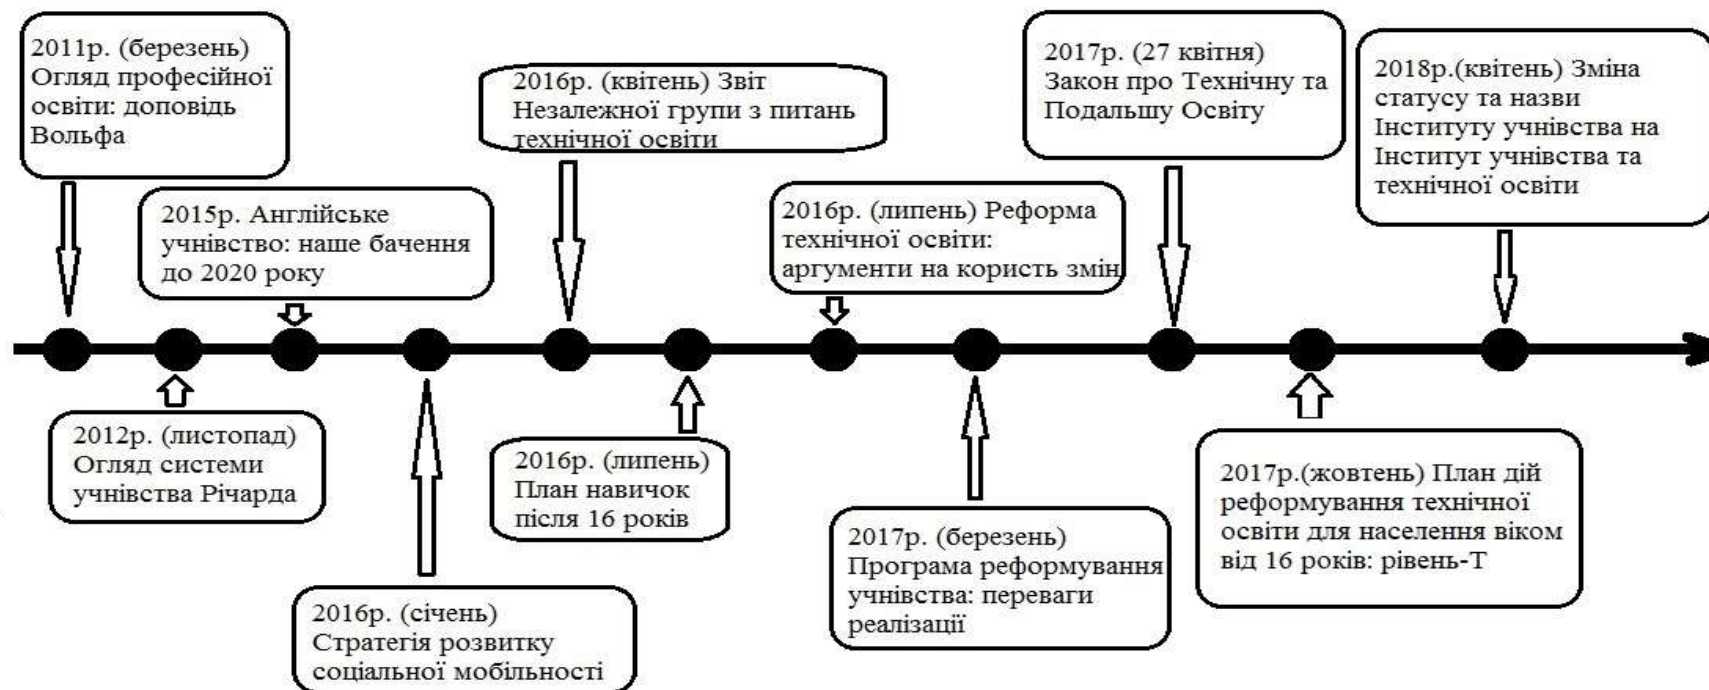 2011р. (березень)
Огляд професійної
освіти: доповідь
Вольфа
2012р. (листопад)
Огляд системи
учнівства Річарда
2015р. Англійське
учнівство: наше бачення
до 2020 року
2016р. (січень)
Стратегія розвитку
соціальної мобільності
2016р. (квітень) Звіт
Незалежної групи з питань
технічної освіти
2016р. (липень)
План навичок
після 16 років
2016р. (липень) Реформа
технічної освіти:
аргументи на користь змін
2017р. (березень)
Програма реформування
учнівства: переваги
реалізації
2017р. (27 квітня)
Закон про Технічну та
Подальшу Освіту
2017р.(жовтень) План дій
реформування технічної
освіти для населення віком
від 16 років: рівень-Т
2018р.(квітень) Зміна
статусу та назви
Інституту учнівства на
Інститут учнівства та
технічної освіти